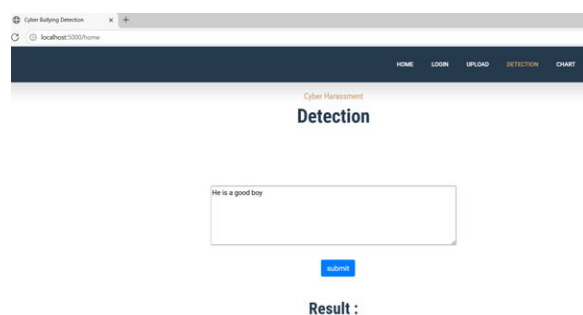 Cyber Bullying Detection
localhost:5000/home
HOME LOGIN UPLOAD DETECTION CHART
Cyber Harassment
Detection
He is a good boy
submit
Result :